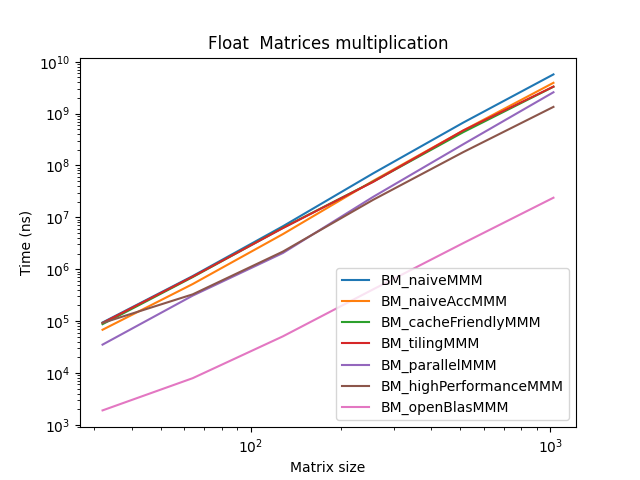 Float  Matrices multiplication
Time (ns)
10^10
10^9
10^8
10^7
10^6
10^5
10^4
10^3
BM_naiveMMM
BM_naiveAccMMM
BM_cacheFriendlyMMM
BM_tilingMMM
BM_parallelMMM
BM_highPerformanceMMM
BM_openBlasMMM
10^2
10^3
Matrix size